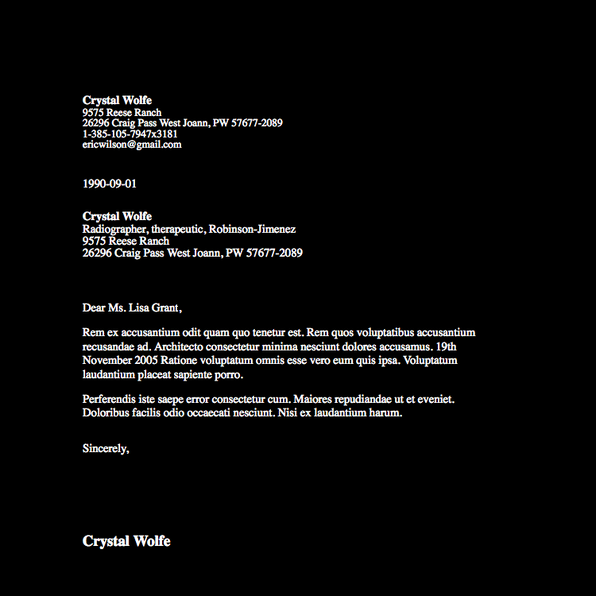 Crystal Wolfe
9575 Reese Ranch
26296 Craig Pass West Joann, PW 57677-2089
1-385-105-7947x3181
ericwilson@gmail.com
1990-09-01
Crystal Wolfe
Radiographer, therapeutic, Robinson-Jimenez
9575 Reese Ranch
26296 Craig Pass West Joann, PW 57677-2089
Dear Ms. Lisa Grant,
Rem ex accusantium odit quam quo tenetur est. Rem quos voluptatibus accusantium
recusandae ad. Architecto consectetur minima nesciunt dolores accusamus. 19th
November 2005 Ratione voluptatum omnis esse vero eum quis ipsa. Voluptatum
laudantium placeat sapiente porro.
Perferendis iste saepe error consectetur cum. Maiores repudiandae ut et eveniet.
Doloribus facilis odio occaecati nesciunt. Nisi ex laudantium harum.
Sincerely,
Crystal Wolfe